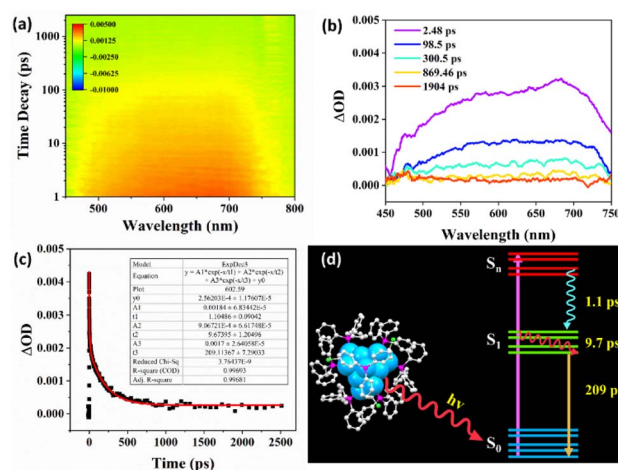 (a)
0.00500
0.00125
-0.00250
-0.00625
-0.01000
1000
100
10
1
Time Decay (ps)
500
600
700
800
Wavelength (nm)
(b)
2.48 ps
98.5 ps
300.5 ps
869.46 ps
1904 ps
0.005
0.004
0.003
0.002
0.001
0.000
ΔOD
450
500
550
600
650
700
750
Wavelength (nm)
(c)
0.005
0.004
0.003
0.002
0.001
0.000
ΔOD
Model ExpDec3
Equation y = A1*exp(-x/t1) + A2*exp(-x/t2)
+ A3*exp(-x/t3) + y0
Plot 602.59
y0 2.56203E-4 ± 1.17607E-5
A1 0.00184 ± 6.83442E-5
t1 1.10486 ± 0.09042
A2 9.06721E-4 ± 6.61748E-5
t2 9.67395 ± 1.20496
A3 0.0017 ± 2.64058E-5
t3 209.11367 ± 7.29033
Reduced Chi-Sq 3.76437E-9
R-square (COD) 0.99693
Adj. R-square 0.99681
0
500
1000
1500
2000
2500
Time (ps)
(d)
Sn
1.1 ps
S1
9.7 ps
209 p
hν
S0